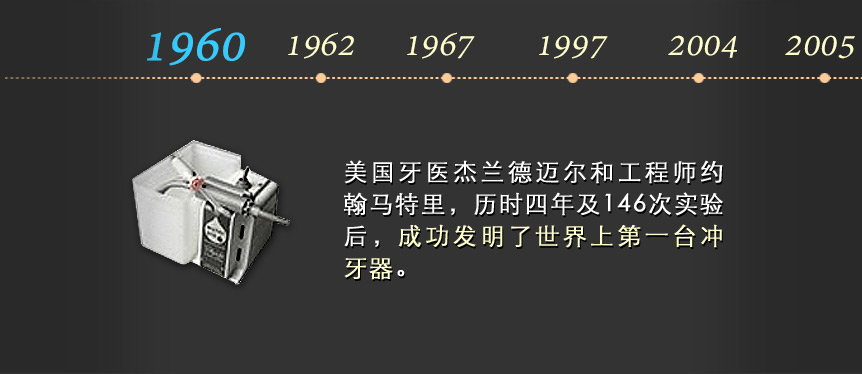 1960 1962 1967 1997 2004 2005
美国牙医杰兰德迈尔和工程师约
翰马特里，历时四年及146次实验
后，成功发明了世界上第一台冲
牙器。